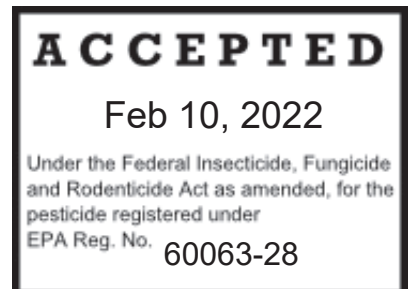 ACCEPTED
Feb 10, 2022
Under the Federal Insecticide, Fungicide
and Rodenticide Act as amended, for the
pesticide registered under
EPA Reg. No. 60063-28